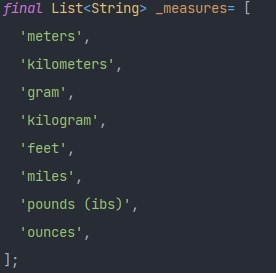 final List<String> _measures= [
'meters',
'kilometers',
'gram',
'kilogram',
'feet',
'miles',
'pounds (ibs)',
'ounces',
];